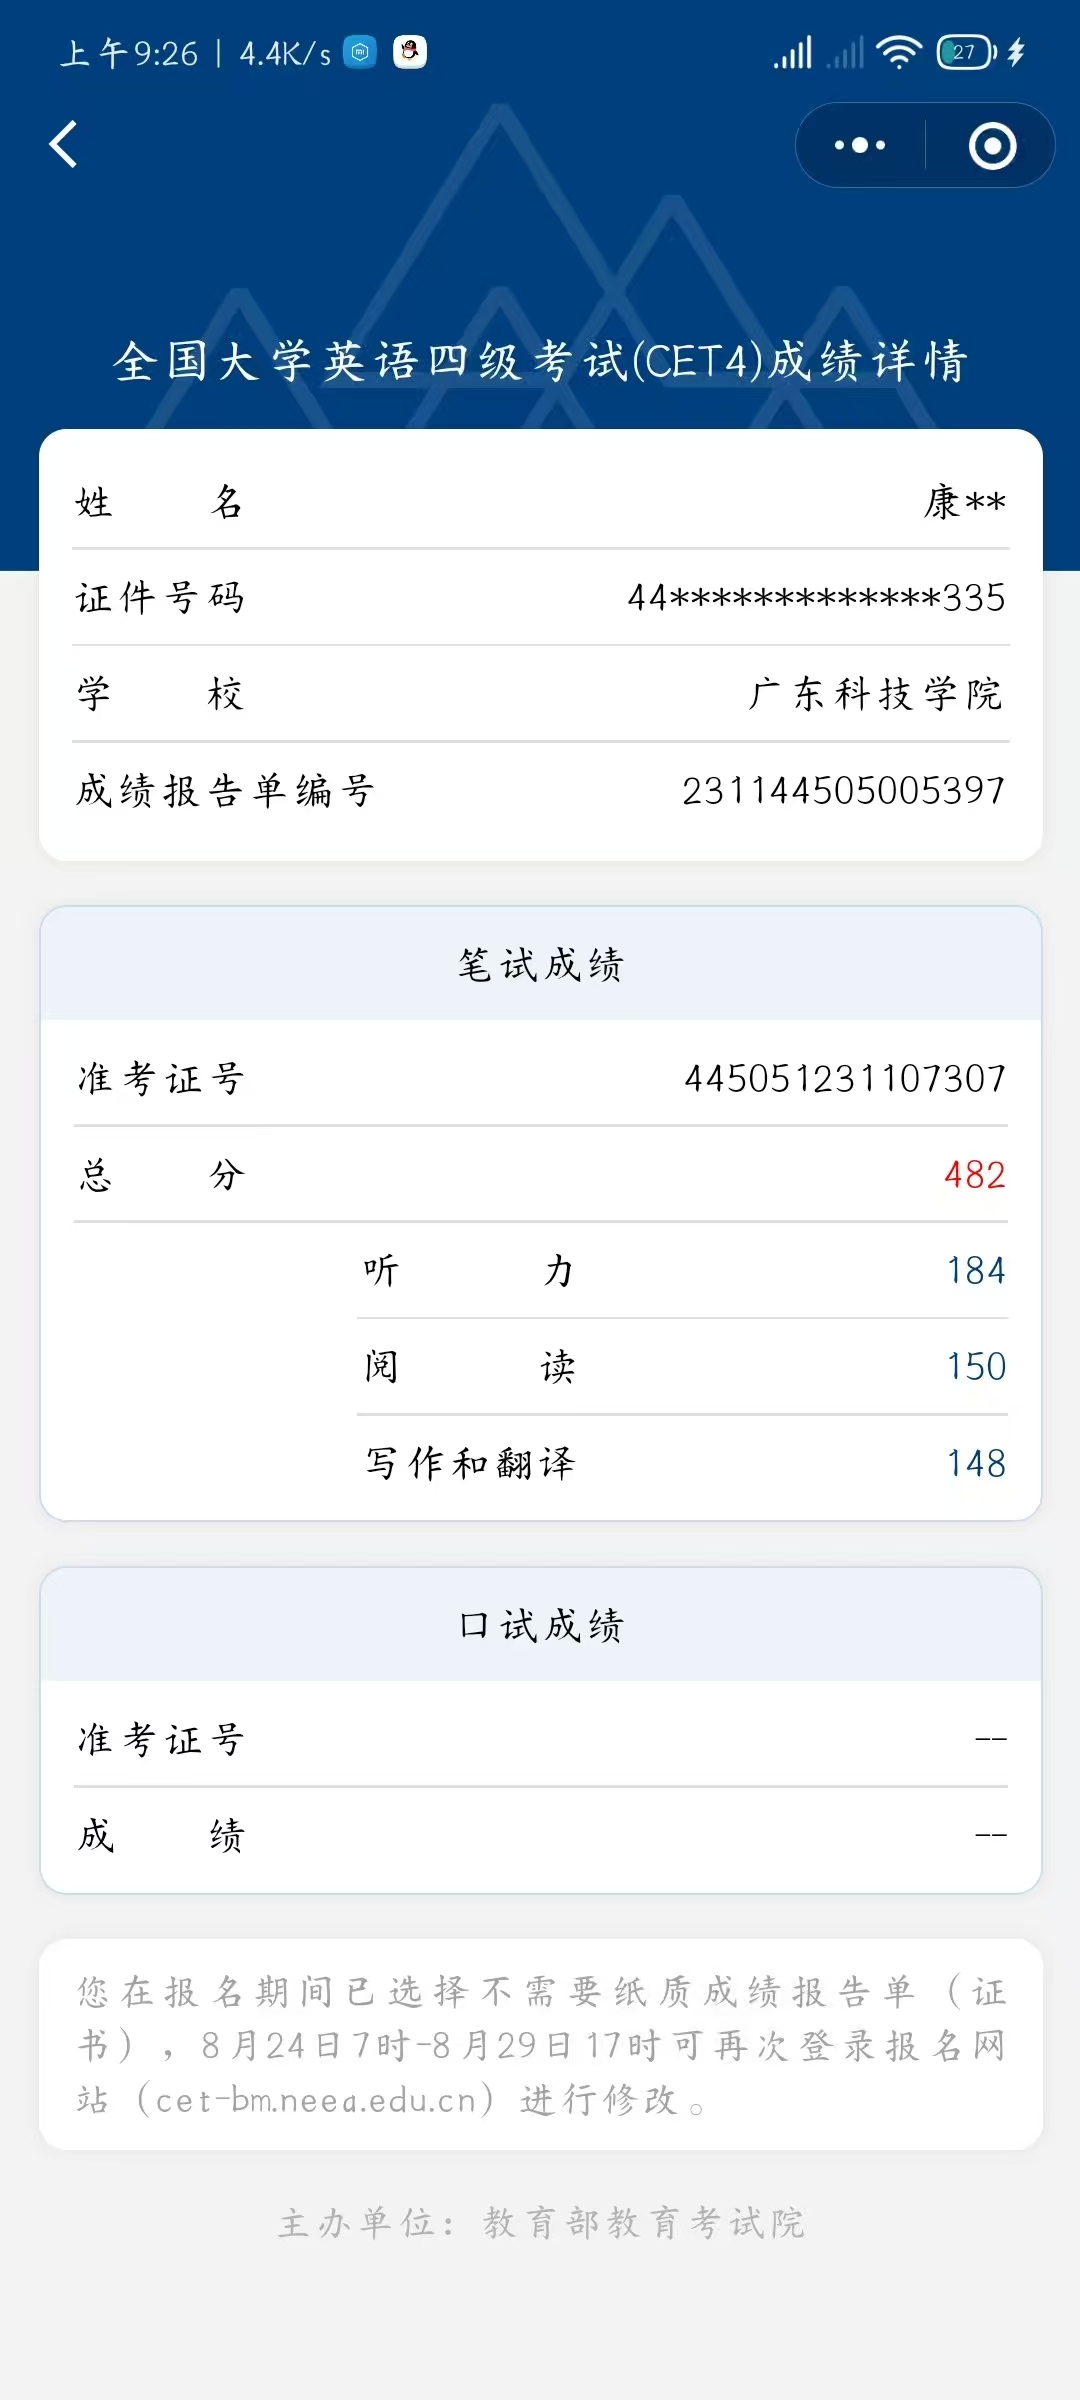 上午9:26 | 4.4K/s
27
全国大学英语四级考试(CET4)成绩详情
姓名 康**
证件号码 44*************335
学校 广东科技学院
成绩报告单编号 231144505005397
笔试成绩
准考证号 445051231107307
总分 482
听力 184
阅读 150
写作和翻译 148
口试成绩
准考证号 --
成绩 --
您在报名期间已选择不需要纸质成绩报告单（证
书），8月24日7时-8月29日17时可再次登录报名网
站（cet-bm.neea.edu.cn）进行修改。
主办单位：教育部教育考试院